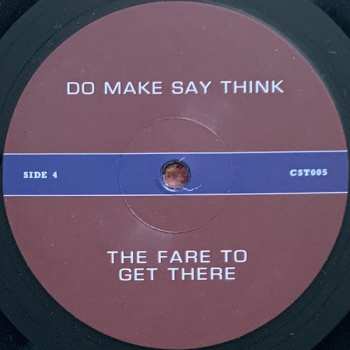 DO MAKE SAY THINK
SIDE 4 CST005
THE FARE TO
GET THERE